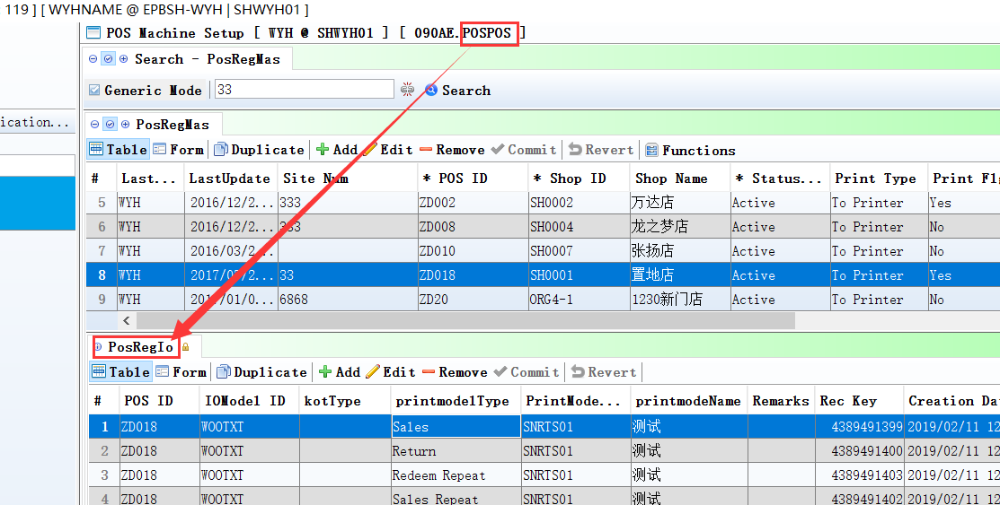 119 ] [ WYHNAME @ EPBSH-WYH | SHWYH01 ]
POS Machine Setup [ WYH @ SHWYH01 ] [ 090AE.POSPOS ]
Search - PosRegMas
Generic Mode 33 Search
ication...
PosRegMas
Table Form Duplicate Add Edit Remove Commit Revert Functions
# Last... LastUpdate Site Num * POS ID * Shop ID Shop Name * Status... Print Type Print Flg
5 WYH 2016/12/2... 333 ZD002 SH0002 万达店 Active To Printer Yes
6 WYH 2016/12/2... 333 ZD008 SH0004 龙之梦店 Active To Printer No
7 WYH 2016/03/2... ZD010 SH0007 张扬店 Active To Printer No
8 WYH 33 ZD018 SH0001 置地店 Active To Printer Yes
9 WYH 6868 ZD20 ORG4-1 1230新门店 Active To Printer No
PosRegIo
Table Form Duplicate Add Edit Remove Commit Revert
# POS ID IOModel ID kotType printmodelType PrintMode... printmodeName Remarks Rec Key Creation Da
1 ZD018 WOOTXT Sales SNRTS01 测试 4389491399 2019/02/11 12
2 ZD018 WOOTXT Return SNRTS01 测试 4389491400 2019/02/11 12
3 ZD018 WOOTXT Redeem Repeat SNRTS01 测试 4389491403 2019/02/11 12
4 ZD018 WOOTXT Sales Repeat SNRTS01 测试 4389491402 2019/02/11 12